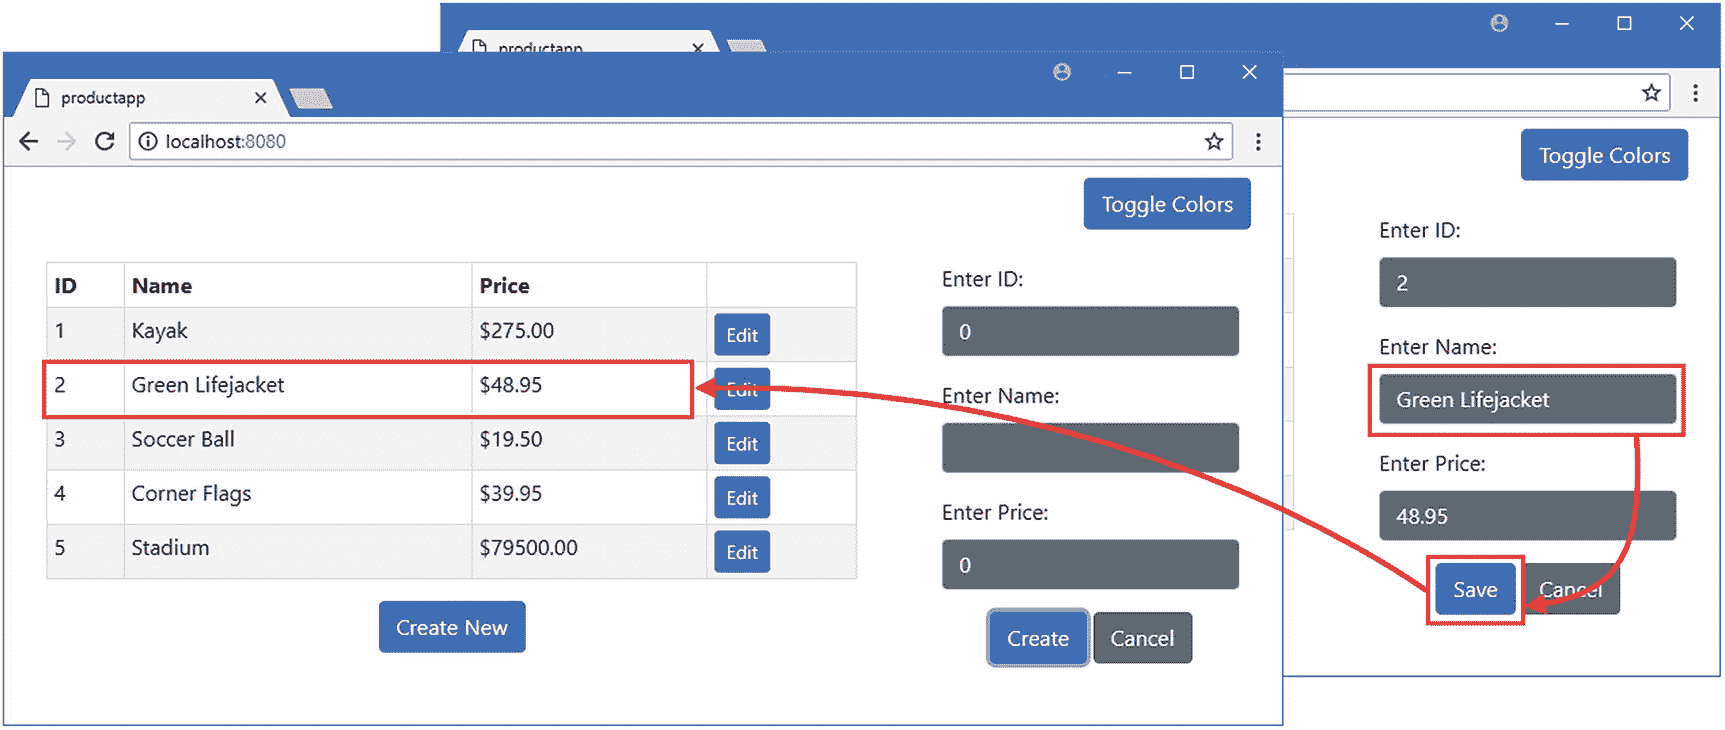 productapp
productapp
localhost:8080
Toggle Colors
Toggle Colors
ID Name Price
1 Kayak $275.00 Edit
2 Green Lifejacket $48.95 Edit
3 Soccer Ball $19.50 Edit
4 Corner Flags $39.95 Edit
5 Stadium $79500.00 Edit
Create New
Enter ID:
0
Enter Name:
Enter Price:
0
Create Cancel
Enter ID:
2
Enter Name:
Green Lifejacket
Enter Price:
48.95
Save Cancel